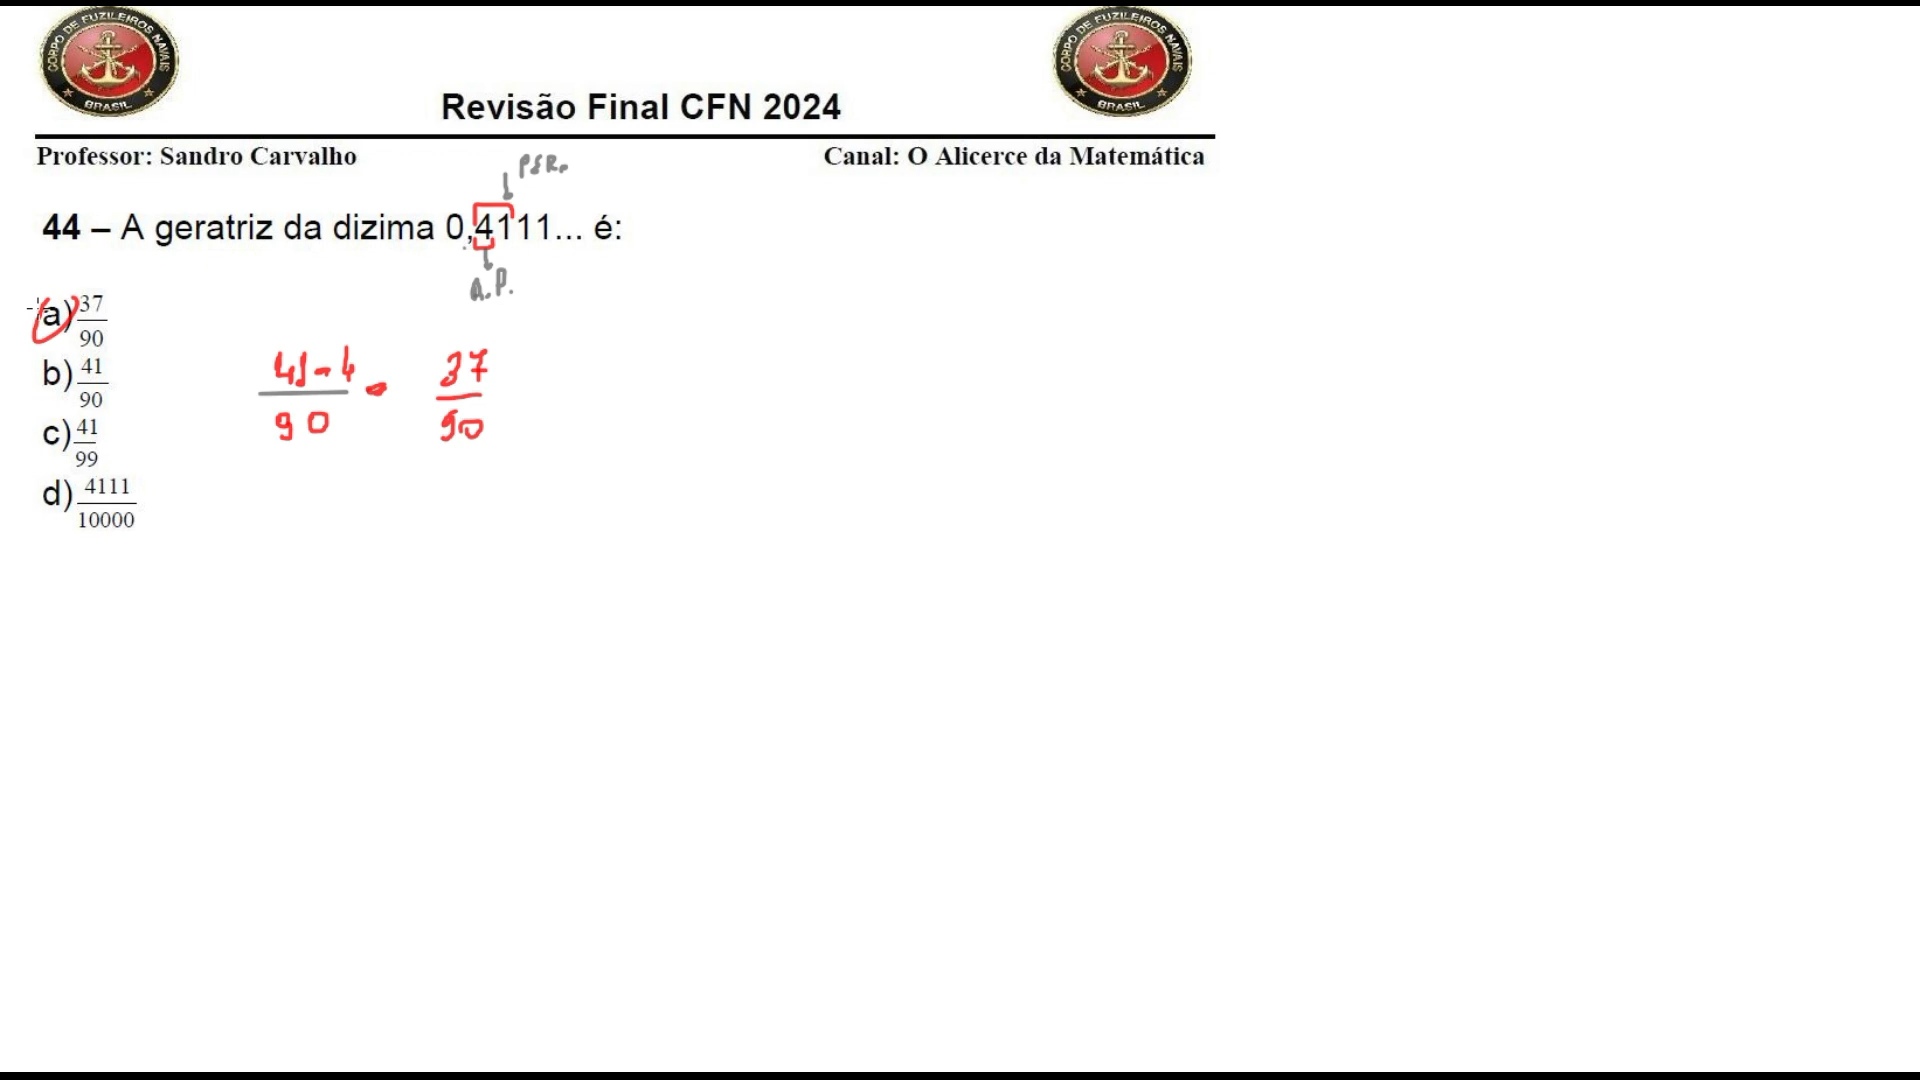 CORPO DE FUZILEIROS NAVAIS
BRASIL
CORPO DE FUZILEIROS NAVAIS
BRASIL
Revisão Final CFN 2024
Professor: Sandro Carvalho
Canal: O Alicerce da Matemática
PER.
44 – A geratriz da dizima 0,4111... é:
A.P.
a) 37/90
b) 41/90
c) 41/99
d) 4111/10000
41-4/90 = 37/90